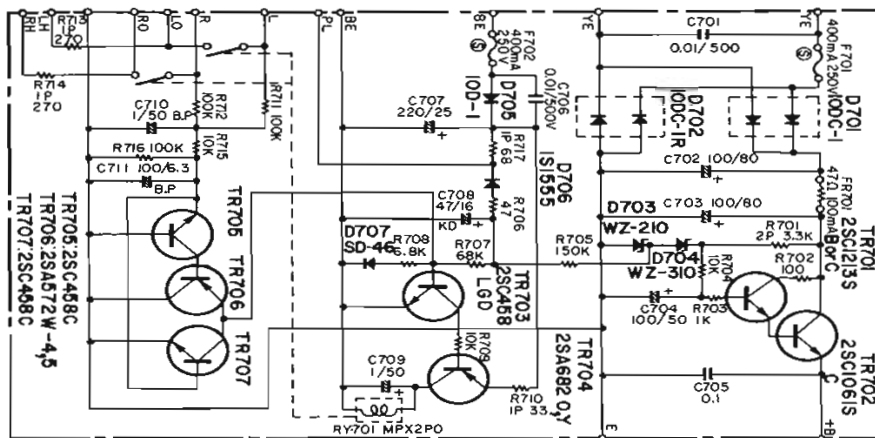 RH
LH
RO
LO
R
L
PL
BE
BE
YE
YE
R713
1P
270
R714
1P
270
C710
1/50 B.P
R712
100K
R711 100K
R715
10K
R716 100K
C711 100/6.3
B.P
TR705
TR706
TR707
TR705:2SC458C
TR706:2SA572W-4,5
TR707:2SC458C
F702
400mA
250V
S
D705
10D-1
C706
0.01/500V
C707
220/25
+
R717
1P 68
D706
1S1555
R706
47
C708
47/16
KD
+
D707
SD-46
R708
6.8K
R707
68K
TR703
2SC458
LGD
R705
150K
R709
10K
C709
1/50
+
R710
1P 33
RY-701 MPX2P0
TR704
2SA682 O,Y
C701
0.01/500
F701
400mA 250V
S
D702
10DC-1R
D701
10DC-1
C702 100/80
+
C703 100/80
+
FR701
47Ω 100mA
D703
WZ-210
D704
WZ-310
R701
2P 3.3K
R702
100
R704
10K
R703
1K
C704
100/50
+
TR701
2SC1213S
B or C
TR702
2SC1061S
C
C705
0.1
E
+B